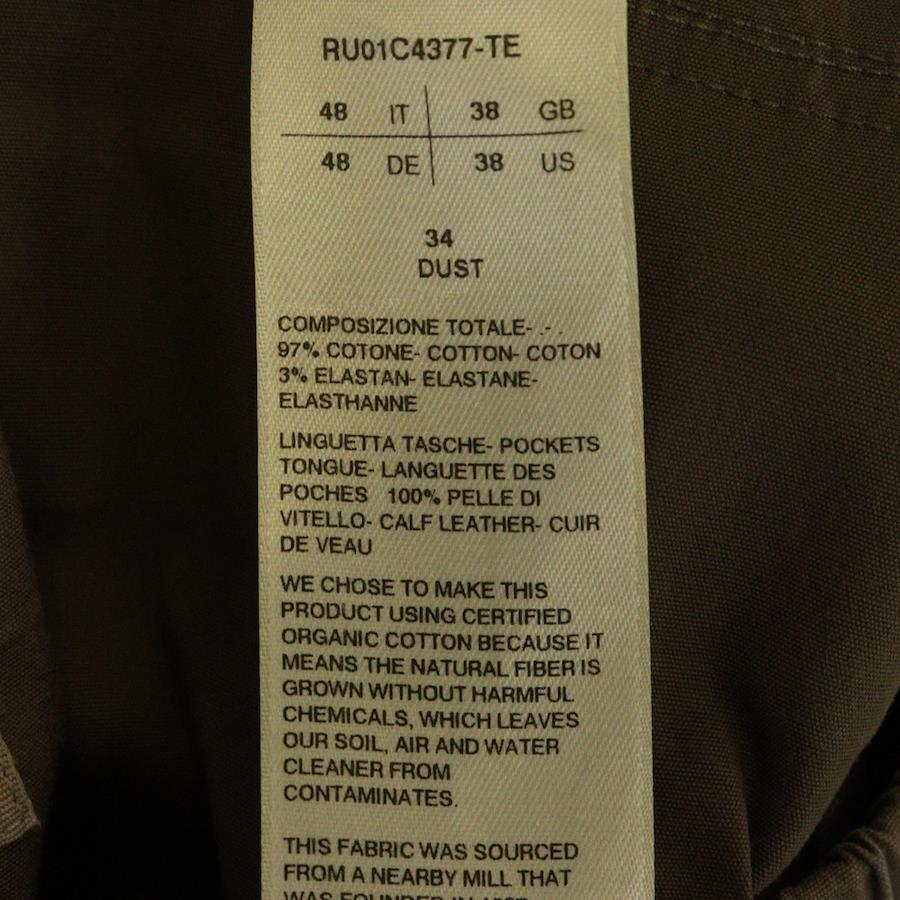 RU01C4377-TE
48 IT 38 GB
48 DE 38 US
34
DUST
COMPOSIZIONE TOTALE- .- .
97% COTONE- COTTON- COTON
3% ELASTAN- ELASTANE-
ELASTHANNE
LINGUETTA TASCHE- POCKETS
TONGUE- LANGUETTE DES
POCHES 100% PELLE DI
VITELLO- CALF LEATHER- CUIR
DE VEAU
WE CHOSE TO MAKE THIS
PRODUCT USING CERTIFIED
ORGANIC COTTON BECAUSE IT
MEANS THE NATURAL FIBER IS
GROWN WITHOUT HARMFUL
CHEMICALS, WHICH LEAVES
OUR SOIL, AIR AND WATER
CLEANER FROM
CONTAMINATES.
THIS FABRIC WAS SOURCED
FROM A NEARBY MILL THAT
WAS FOUNDED IN